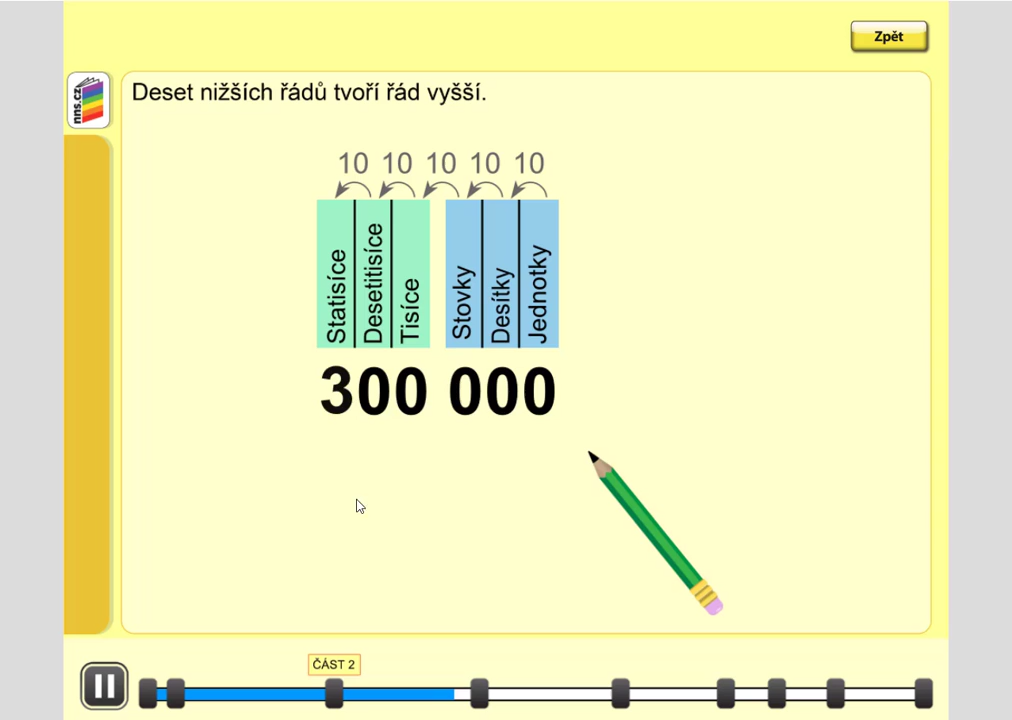 Zpět
nns.cz
Deset nižších řádů tvoří řád vyšší.
10 10 10 10 10
Statisíce Desetitisíce Tisíce Stovky Desítky Jednotky
300 000
ČÁST 2